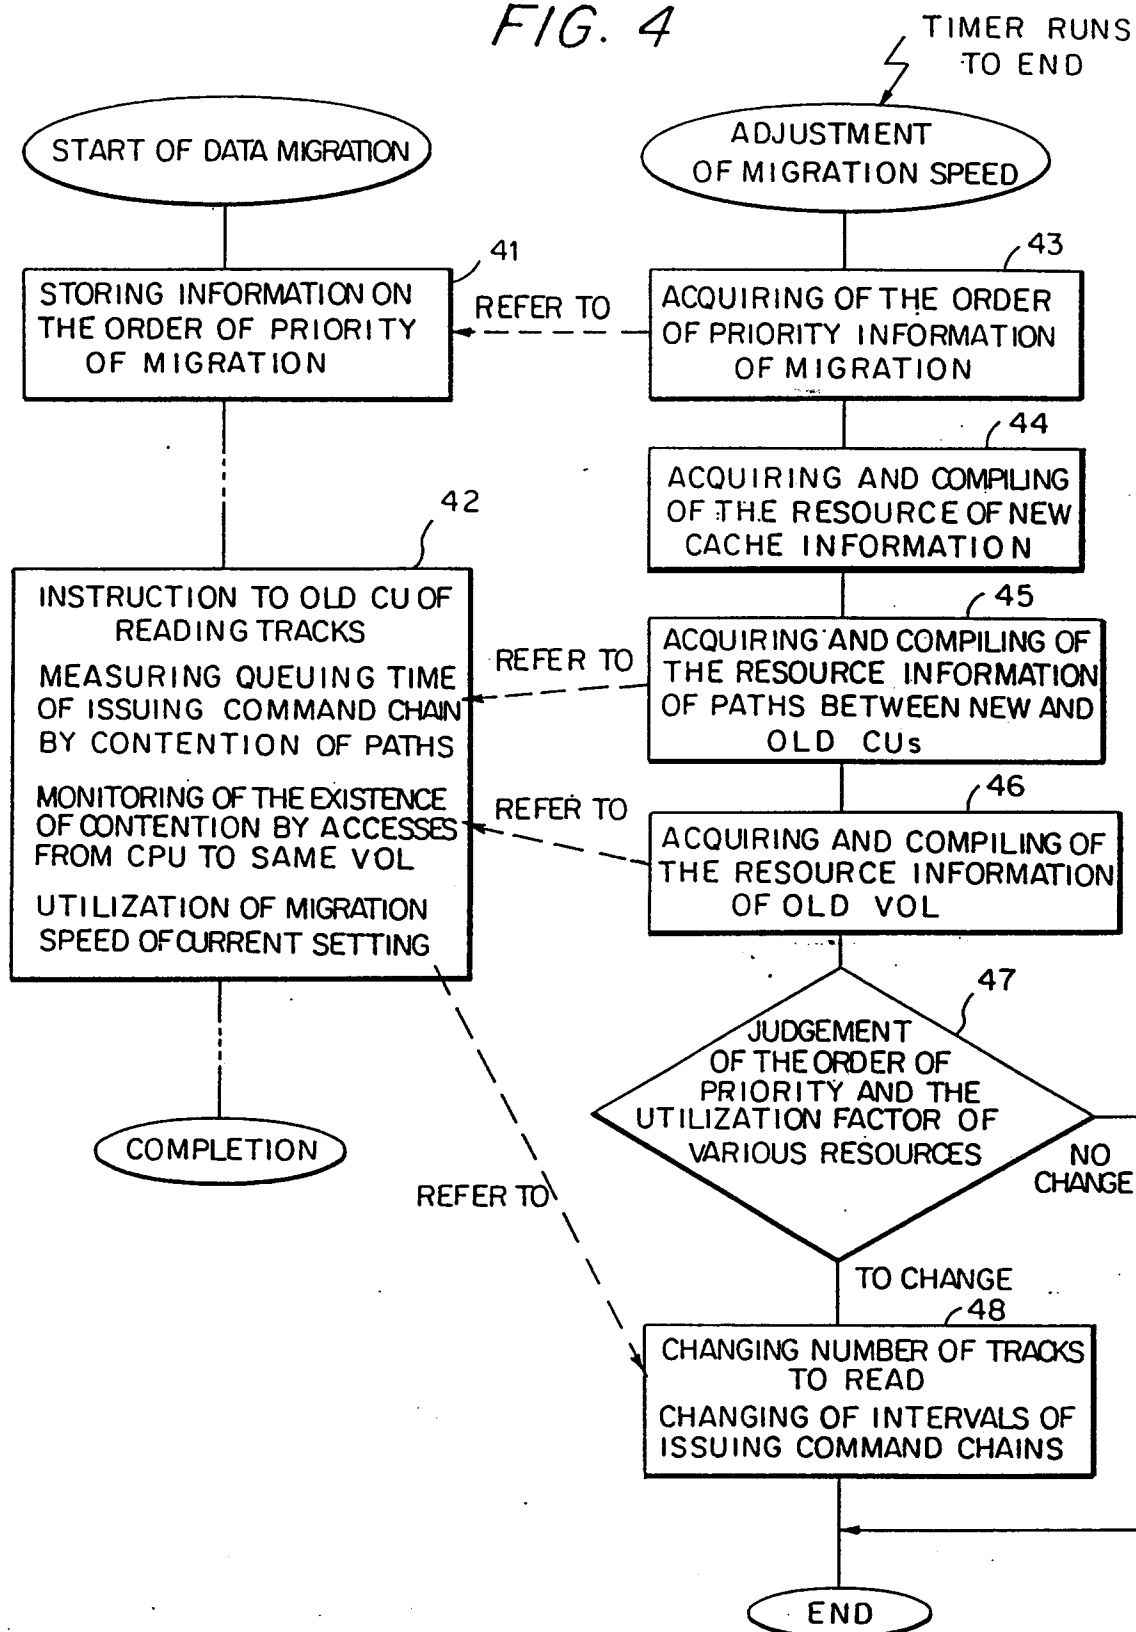 FIG. 4
TIMER RUNS
TO END
START OF DATA MIGRATION
41
STORING INFORMATION ON
THE ORDER OF PRIORITY
OF MIGRATION
42
INSTRUCTION TO OLD CU OF
READING TRACKS
MEASURING QUEUING TIME
OF ISSUING COMMAND CHAIN
BY CONTENTION OF PATHS
MONITORING OF THE EXISTENCE
OF CONTENTION BY ACCESSES
FROM CPU TO SAME VOL
UTILIZATION OF MIGRATION
SPEED OF CURRENT SETTING
COMPLETION
REFER TO
REFER TO
REFER TO
REFER TO
ADJUSTMENT
OF MIGRATION SPEED
43
ACQUIRING OF THE ORDER
OF PRIORITY INFORMATION
OF MIGRATION
44
ACQUIRING AND COMPILING
OF THE RESOURCE OF NEW
CACHE INFORMATION
45
ACQUIRING AND COMPILING OF
THE RESOURCE INFORMATION
OF PATHS BETWEEN NEW AND
OLD CUs
46
ACQUIRING AND COMPILING OF
THE RESOURCE INFORMATION
OF OLD VOL
47
JUDGEMENT
OF THE ORDER OF
PRIORITY AND THE
UTILIZATION FACTOR OF
VARIOUS RESOURCES
NO
CHANGE
TO CHANGE
48
CHANGING NUMBER OF TRACKS
TO READ
CHANGING OF INTERVALS OF
ISSUING COMMAND CHAINS
END